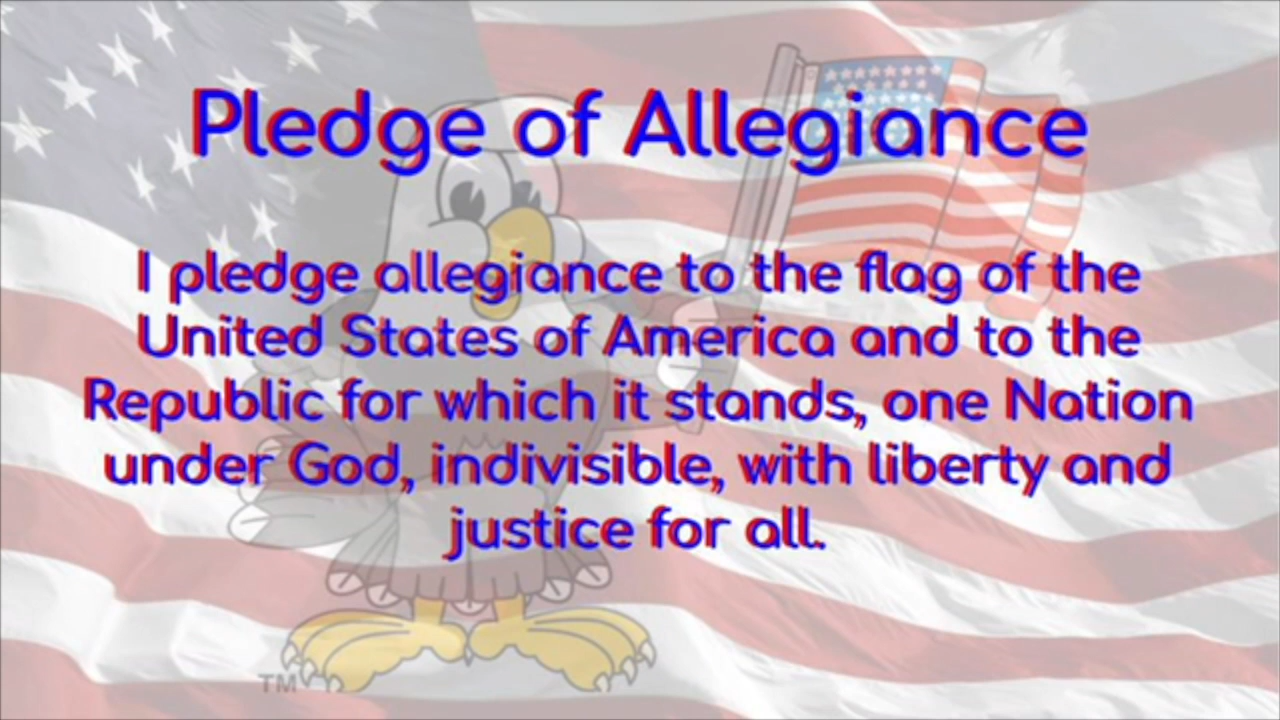 Pledge of Allegiance
I pledge allegiance to the flag of the
United States of America and to the
Republic for which it stands, one Nation
under God, indivisible, with liberty and
justice for all.
TM